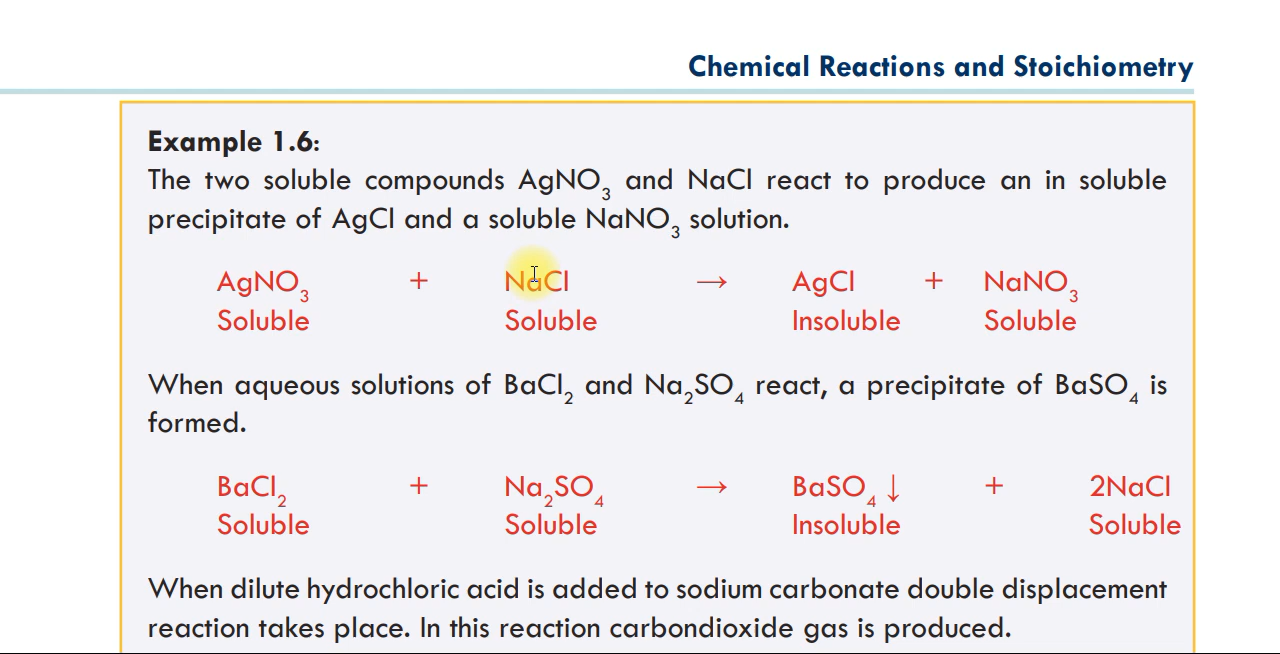 Chemical Reactions and Stoichiometry
Example 1.6:
The two soluble compounds AgNO₃ and NaCl react to produce an in soluble
precipitate of AgCl and a soluble NaNO₃ solution.
AgNO₃ + NaCl → AgCl + NaNO₃
Soluble Soluble Insoluble Soluble
When aqueous solutions of BaCl₂ and Na₂SO₄ react, a precipitate of BaSO₄ is
formed.
BaCl₂ + Na₂SO₄ → BaSO₄ ↓ + 2NaCl
Soluble Soluble Insoluble Soluble
When dilute hydrochloric acid is added to sodium carbonate double displacement
reaction takes place. In this reaction carbondioxide gas is produced.